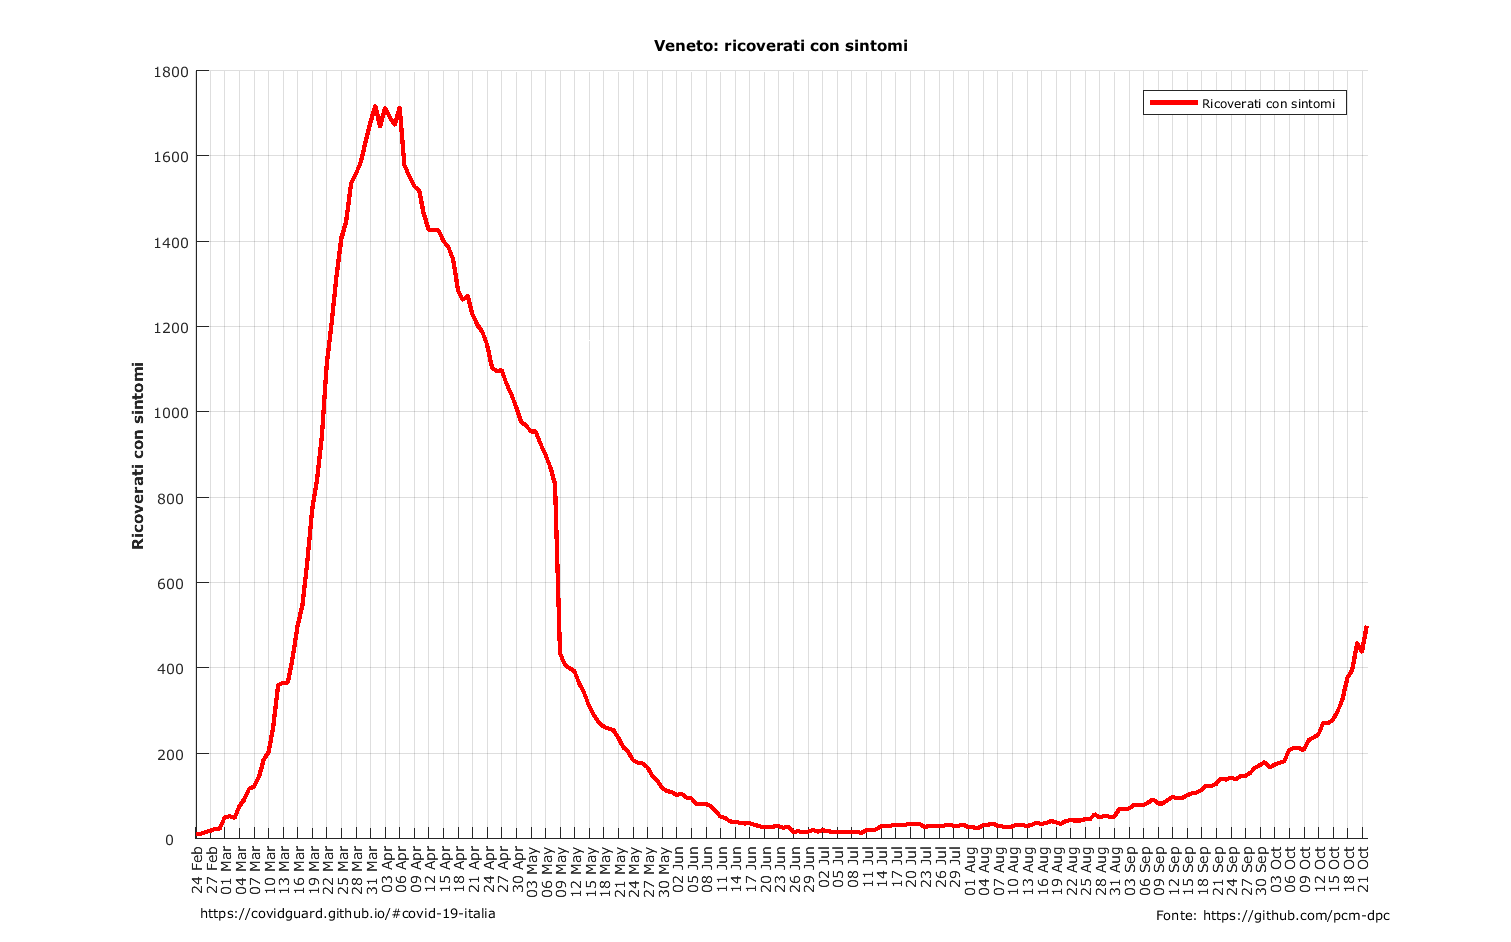 Veneto: ricoverati con sintomi
Ricoverati con sintomi
Ricoverati con sintomi
1800
1600
1400
1200
1000
800
600
400
200
0
24 Feb
27 Feb
01 Mar
04 Mar
07 Mar
10 Mar
13 Mar
16 Mar
19 Mar
22 Mar
25 Mar
28 Mar
31 Mar
03 Apr
06 Apr
09 Apr
12 Apr
15 Apr
18 Apr
21 Apr
24 Apr
27 Apr
30 Apr
03 May
06 May
09 May
12 May
15 May
18 May
21 May
24 May
27 May
30 May
02 Jun
05 Jun
08 Jun
11 Jun
14 Jun
17 Jun
20 Jun
23 Jun
26 Jun
29 Jun
02 Jul
05 Jul
08 Jul
11 Jul
14 Jul
17 Jul
20 Jul
23 Jul
26 Jul
29 Jul
01 Aug
04 Aug
07 Aug
10 Aug
13 Aug
16 Aug
19 Aug
22 Aug
25 Aug
28 Aug
31 Aug
03 Sep
06 Sep
09 Sep
12 Sep
15 Sep
18 Sep
21 Sep
24 Sep
27 Sep
30 Sep
03 Oct
06 Oct
09 Oct
12 Oct
15 Oct
18 Oct
21 Oct
https://covidguard.github.io/#covid-19-italia
Fonte: https://github.com/pcm-dpc